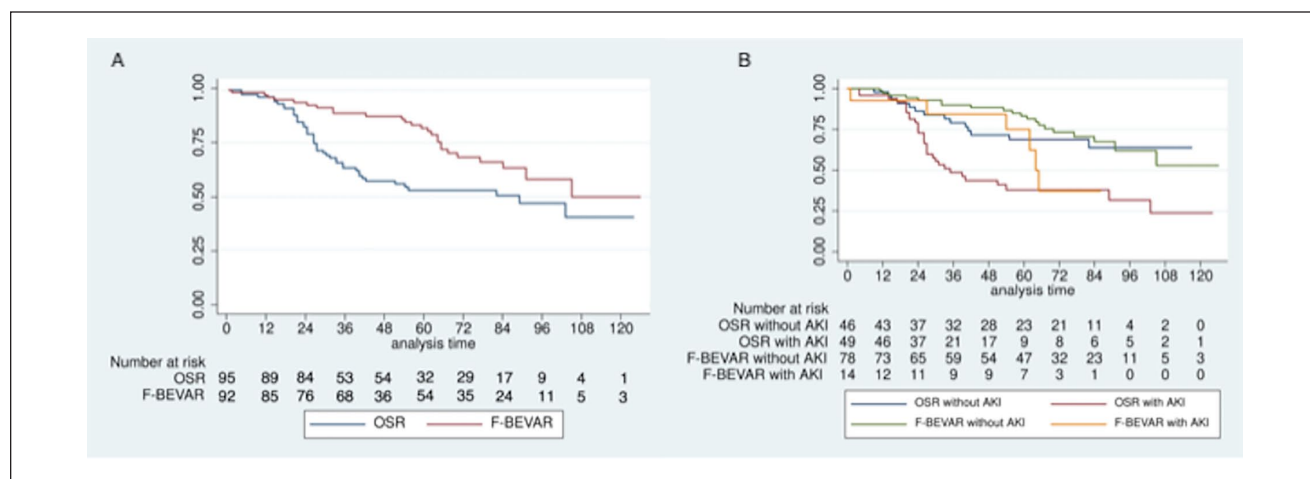 A
1.00
0.75
0.50
0.25
0.00
0 12 24 36 48 60 72 84 96 108 120
analysis time
Number at risk
OSR 95 89 84 53 54 32 29 17 9 4 1
F-BEVAR 92 85 76 68 36 54 35 24 11 5 3
OSR F-BEVAR
B
1.00
0.75
0.50
0.25
0.00
0 12 24 36 48 60 72 84 96 108 120
analysis time
Number at risk
OSR without AKI 46 43 37 32 28 23 21 11 4 2 0
OSR with AKI 49 46 37 21 17 9 8 6 5 2 1
F-BEVAR without AKI 78 73 65 59 54 47 32 23 11 5 3
F-BEVAR with AKI 14 12 11 9 9 7 3 1 0 0 0
OSR without AKI OSR with AKI
F-BEVAR without AKI F-BEVAR with AKI